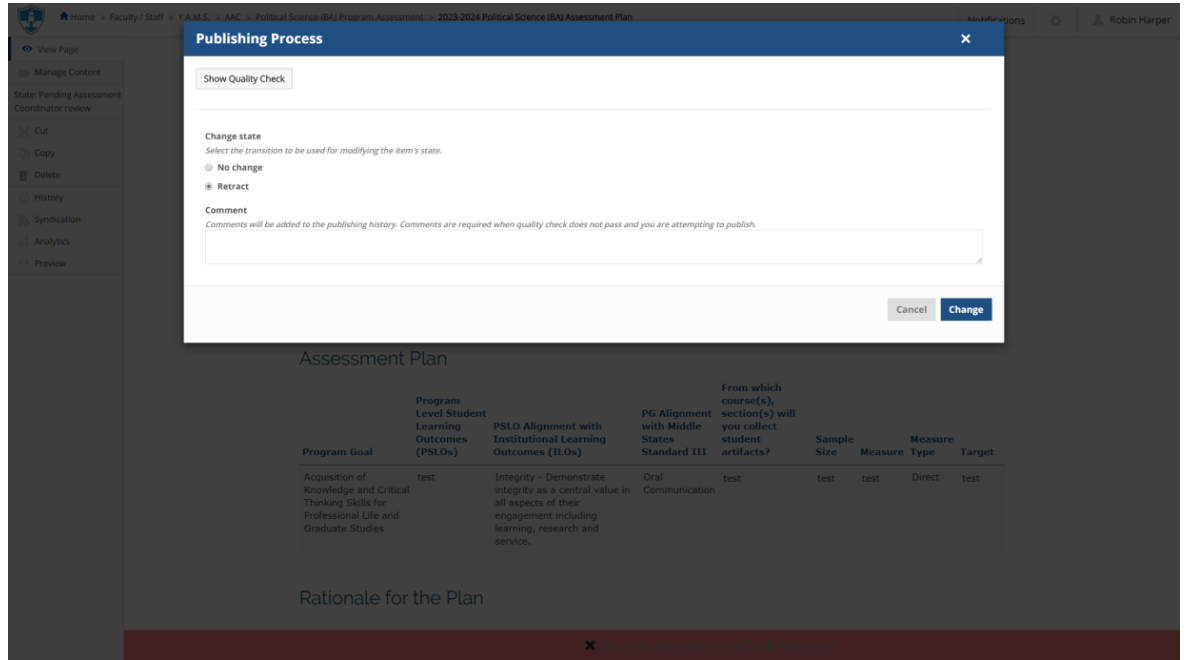 Home > Faculty / Staff > Y.A.M.S. > AAC > Political Science (BA) Program Assessment > 2023-2024 Political Science (BA) Assessment Plan
Notifications
Robin Harper
Publishing Process
Show Quality Check
Change state
Select the transition to be used for modifying the item's state.
No change
Retract
Comment
Comments will be added to the publishing history. Comments are required when quality check does not pass and you are attempting to publish.
Cancel
Change
View Page
Manage Content
State: Pending Assessment
Coordinator review
Cut
Copy
Delete
History
Syndication
Analytics
Preview
Assessment Plan
Program Goal
Program
Level Student
Learning
Outcomes
(PSLOs)
PSLO Alignment with
Institutional Learning
Outcomes (ILOs)
PG Alignment
with Middle
States
Standard III
From which
course(s),
section(s) will
you collect
student
artifacts?
Sample
Size
Measure
Measure
Type
Target
Acquisition of
Knowledge and Critical
Thinking Skills for
Professional Life and
Graduate Studies
test
Integrity - Demonstrate
integrity as a central value in
all aspects of their
engagement including
learning, research and
service.
Oral
Communication
test
test
test
Direct
test
Rationale for the Plan